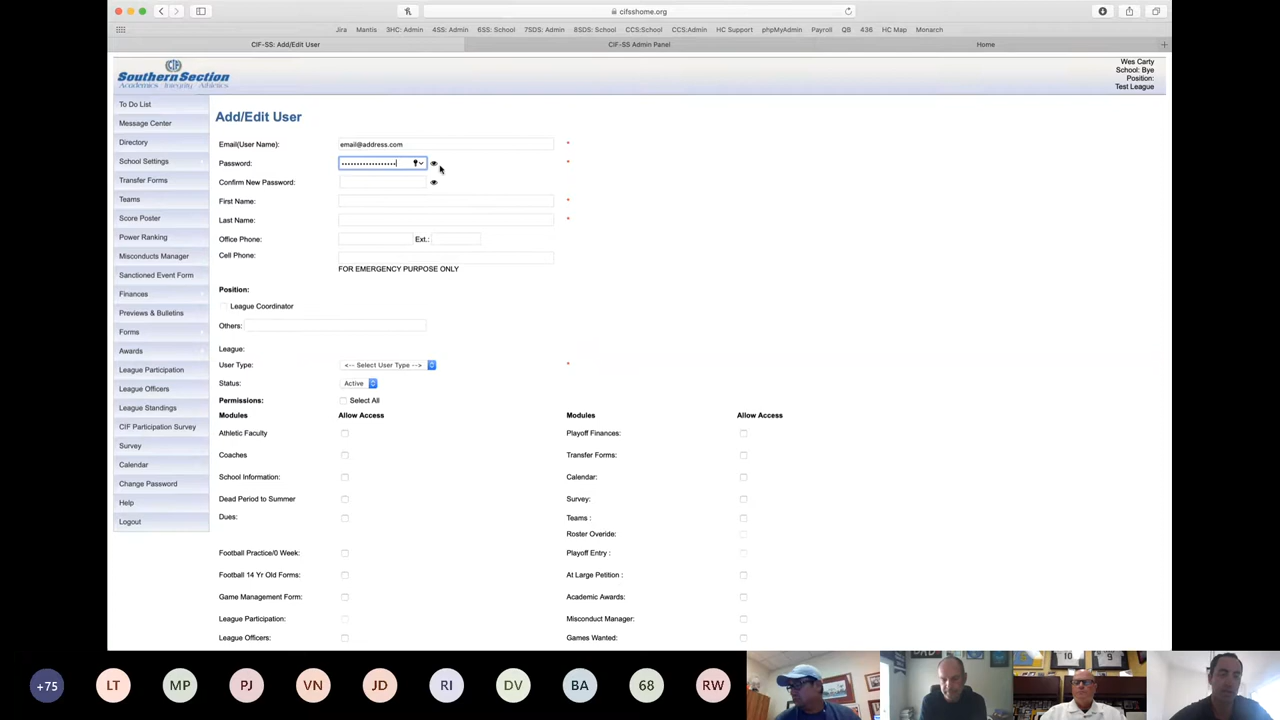 cifsshome.org
Jira Mantis 3HC: Admin 4SS: Admin 6SS: School 7SDS: Admin 8SDS: School CCS:School CCS:Admin HC Support phpMyAdmin Payroll QB 436 HC Map Monarch
CIF-SS: Add/Edit User CIF-SS Admin Panel Home
CIF
Southern Section
Academics Integrity Athletics
Wes Carty
School: Bye
Position:
Test League
To Do List
Message Center
Directory
School Settings
Transfer Forms
Teams
Score Poster
Power Ranking
Misconducts Manager
Sanctioned Event Form
Finances
Previews & Bulletins
Forms
Awards
League Participation
League Officers
League Standings
CIF Participation Survey
Survey
Calendar
Change Password
Help
Logout
Add/Edit User
Email(User Name): email@address.com *
Password: •••••••••••••••••• *
Confirm New Password:
First Name: *
Last Name: *
Office Phone: Ext.:
Cell Phone:
FOR EMERGENCY PURPOSE ONLY
Position:
League Coordinator
Others:
League:
User Type: <-- Select User Type --> *
Status: Active
Permissions: Select All
Modules Allow Access Modules Allow Access
Athletic Faculty Playoff Finances:
Coaches Transfer Forms:
School Information: Calendar:
Dead Period to Summer Survey:
Dues: Teams :
Roster Overide:
Football Practice/0 Week: Playoff Entry :
Football 14 Yr Old Forms: At Large Petition :
Game Management Form: Academic Awards:
League Participation: Misconduct Manager:
League Officers: Games Wanted:
+75 LT MP PJ VN JD RI DV BA 68 RW
10 9